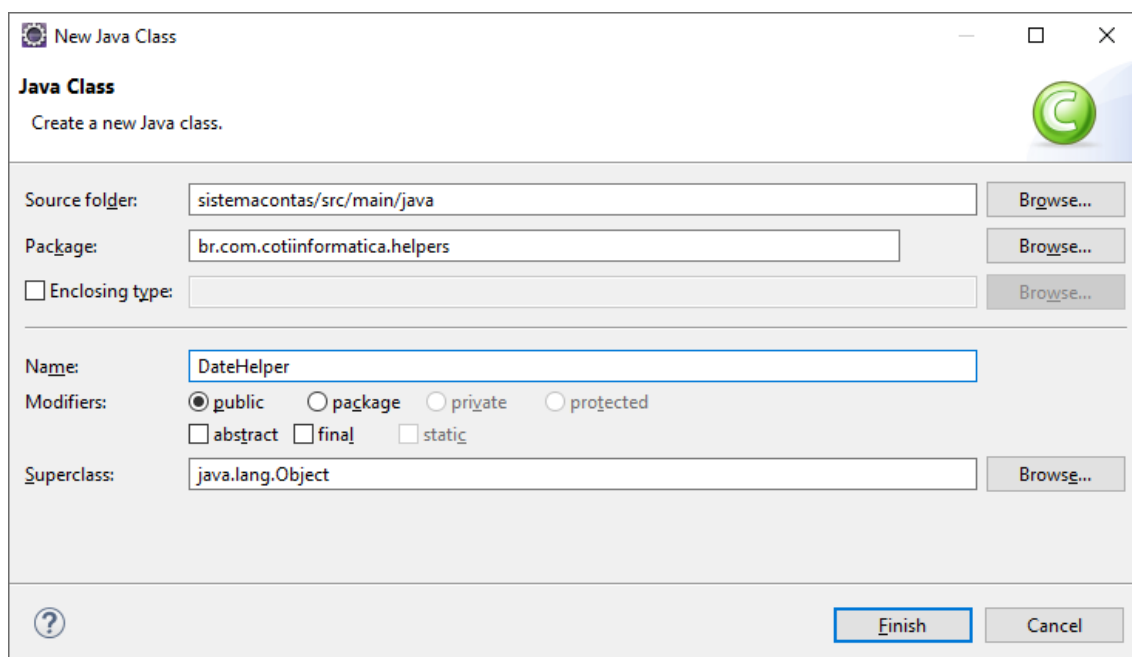 New Java Class
Java Class
Create a new Java class.
Source folder: sistemacontas/src/main/java Browse...
Package: br.com.cotiinformatica.helpers Browse...
Enclosing type: Browse...
Name: DateHelper
Modifiers: public package private protected
abstract final static
Superclass: java.lang.Object Browse...
? Finish Cancel